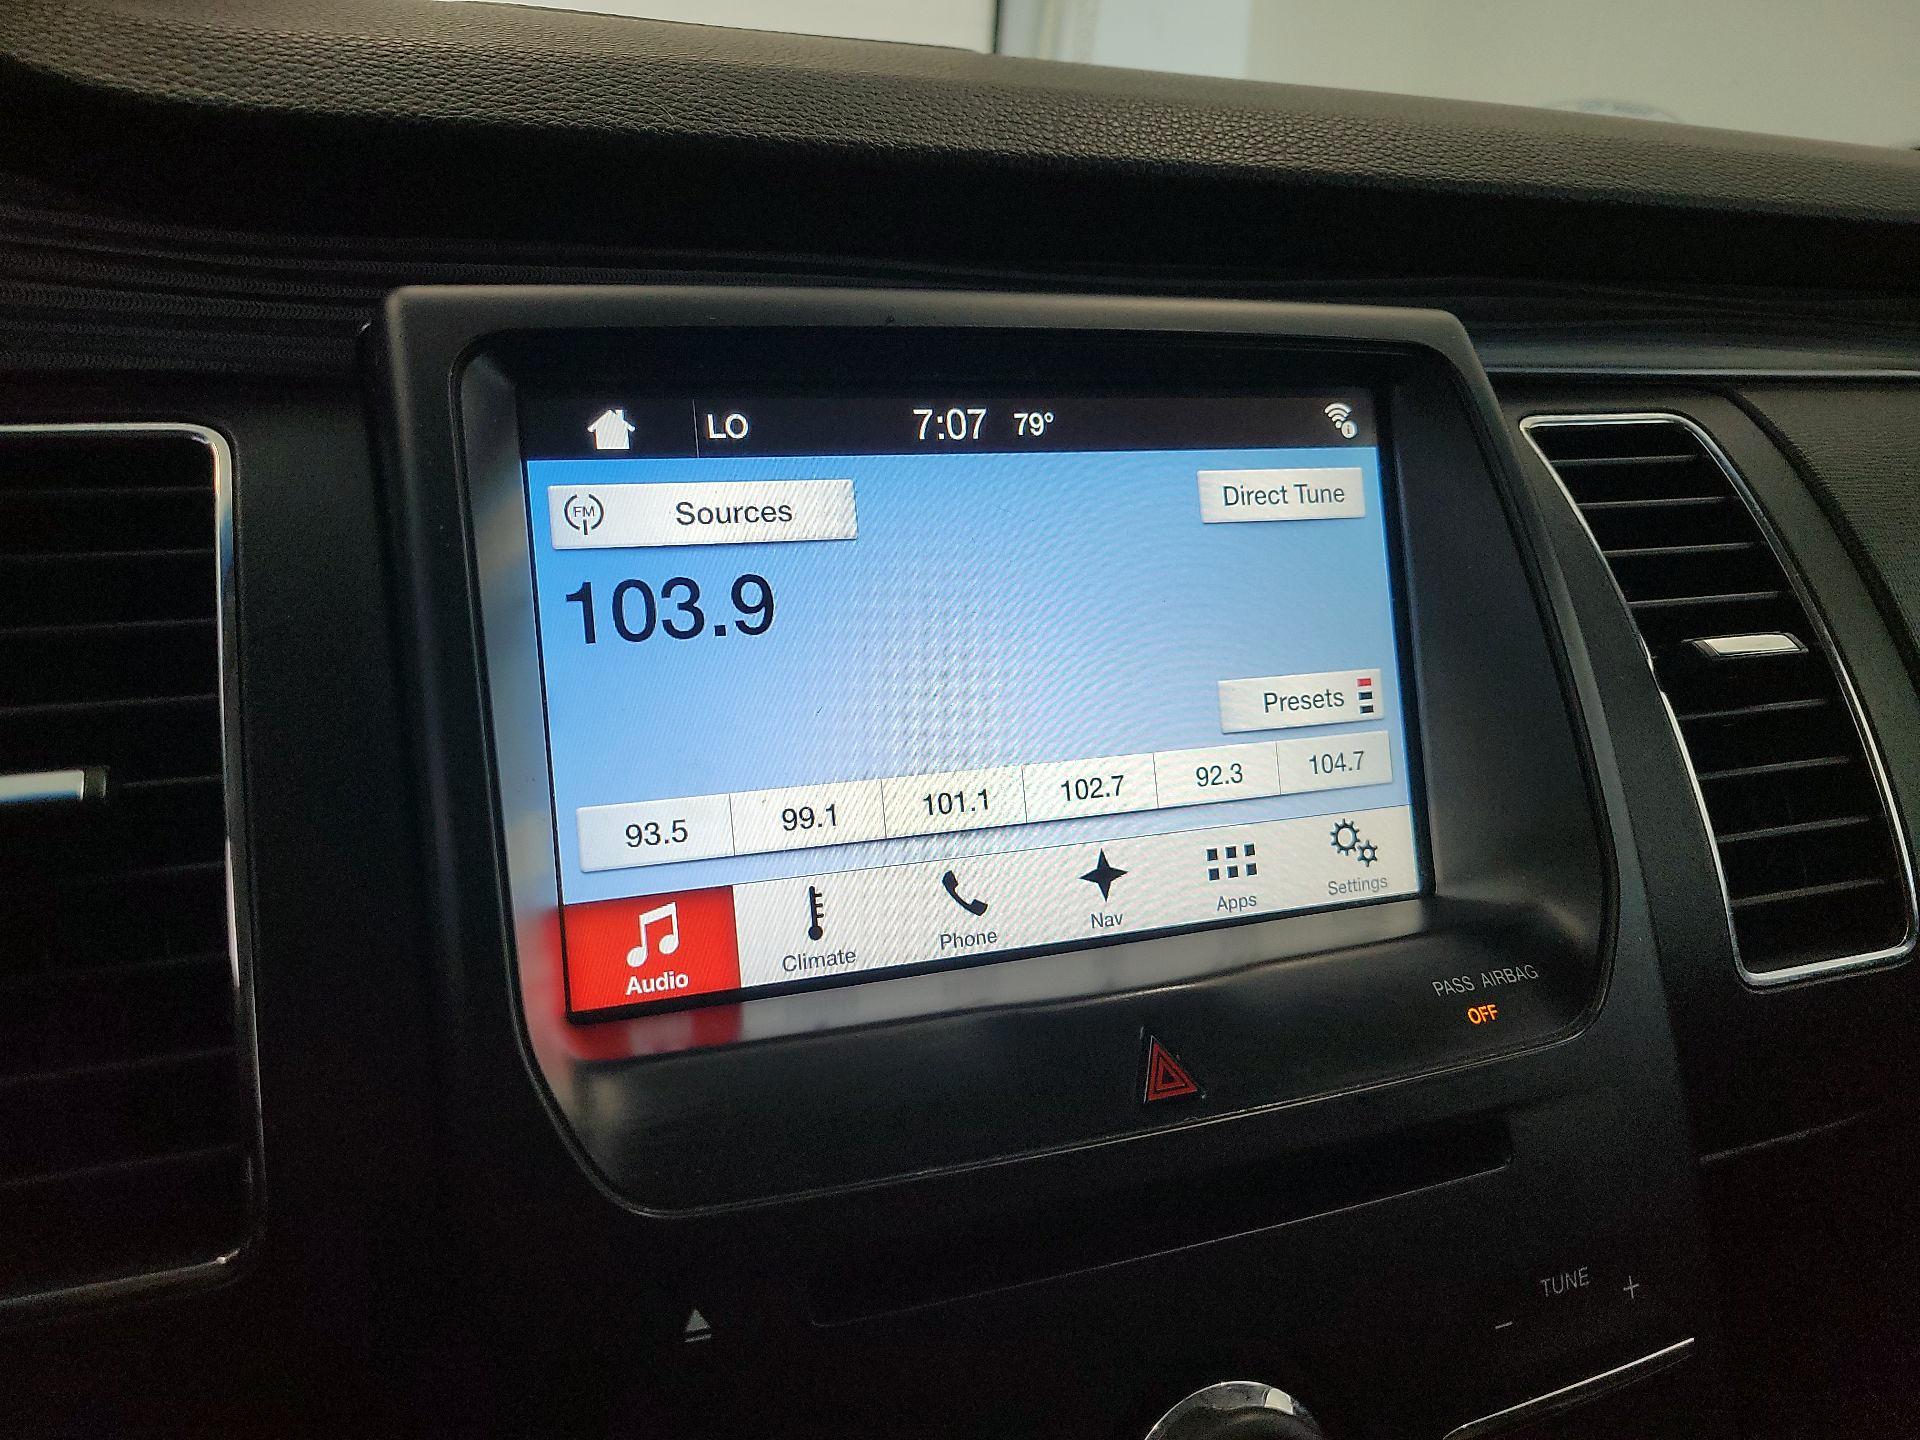 LO 7:07 79°
FM Sources Direct Tune
103.9
Presets
93.5 99.1 101.1 102.7 92.3 104.7
Audio Climate Phone Nav Apps Settings
PASS AIRBAG
OFF
TUNE
- +